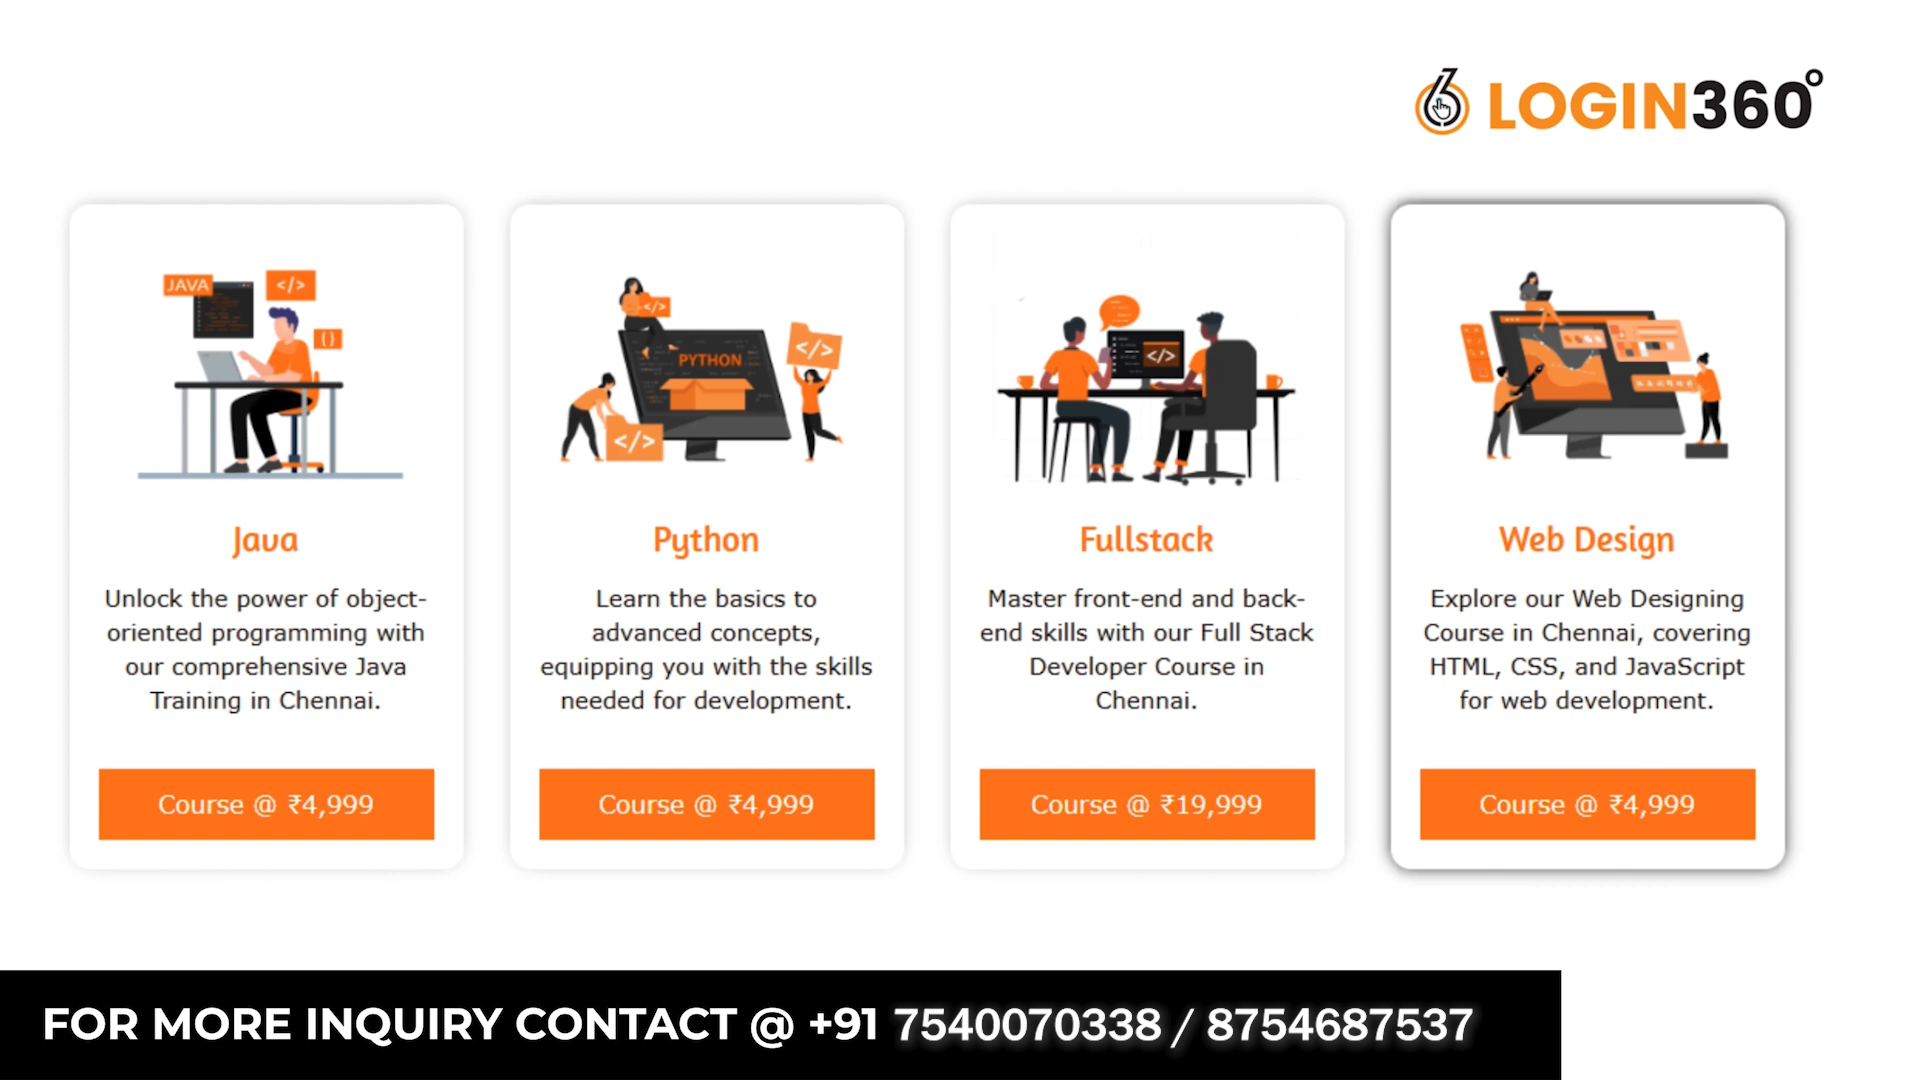 LOGIN360°
JAVA
</>
{}
Java
Unlock the power of object-
oriented programming with
our comprehensive Java
Training in Chennai.
Course @ ₹4,999
</>
PYTHON
</>
</>
Python
Learn the basics to
advanced concepts,
equipping you with the skills
needed for development.
Course @ ₹4,999
</>
Fullstack
Master front-end and back-
end skills with our Full Stack
Developer Course in
Chennai.
Course @ ₹19,999
Web Design
Explore our Web Designing
Course in Chennai, covering
HTML, CSS, and JavaScript
for web development.
Course @ ₹4,999
FOR MORE INQUIRY CONTACT @ +91 7540070338 / 8754687537